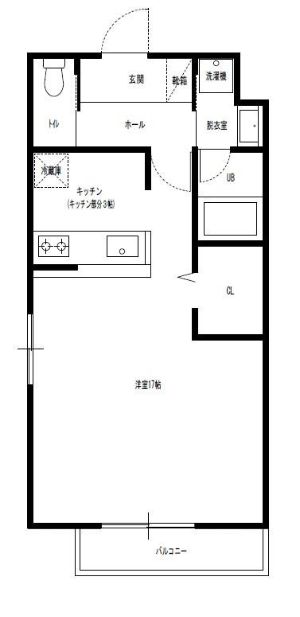 玄関
靴箱
洗濯機
トイレ
ホール
脱衣室
冷蔵庫
UB
キッチン
(キッチン部分3帖)
CL
洋室17帖
バルコニー